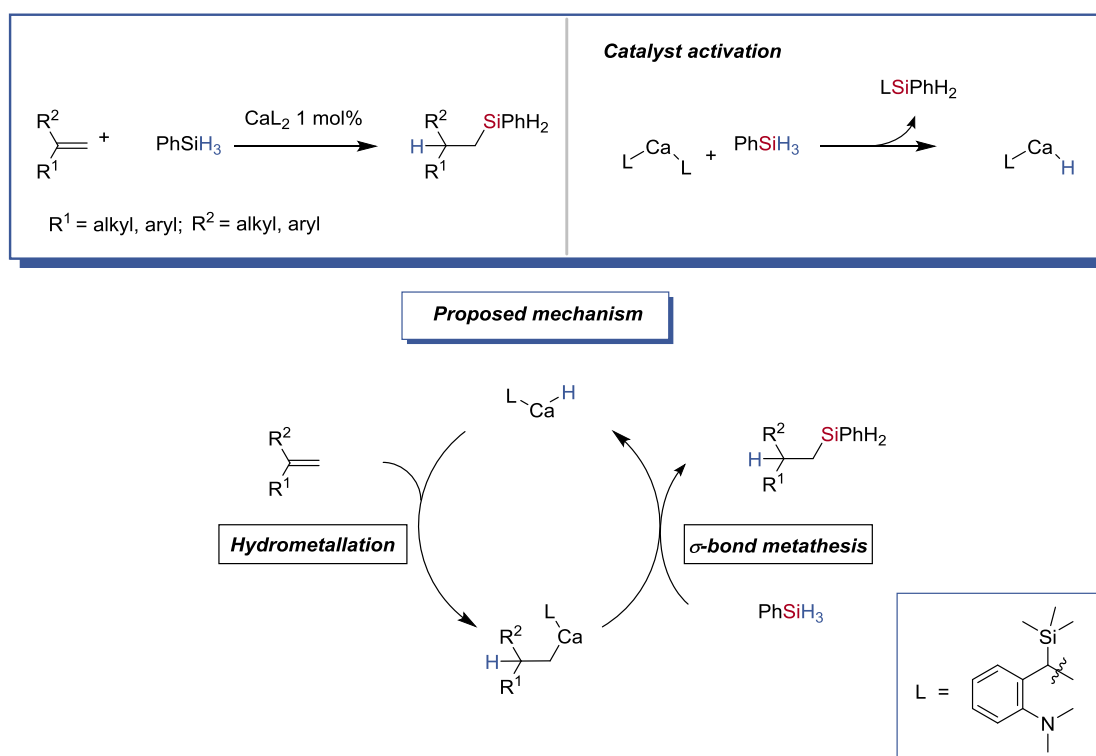 R²
R¹
+
PhSiH₃
CaL₂ 1 mol%
R²
H
R¹
SiPhH₂
R¹ = alkyl, aryl; R² = alkyl, aryl
Catalyst activation
L
Ca
L
+
PhSiH₃
LSiPhH₂
L
Ca
H
Proposed mechanism
L
Ca
H
R²
R¹
R²
H
R¹
SiPhH₂
Hydrometallation
σ-bond metathesis
PhSiH₃
L
Ca
R²
H
R¹
L =
Si
N